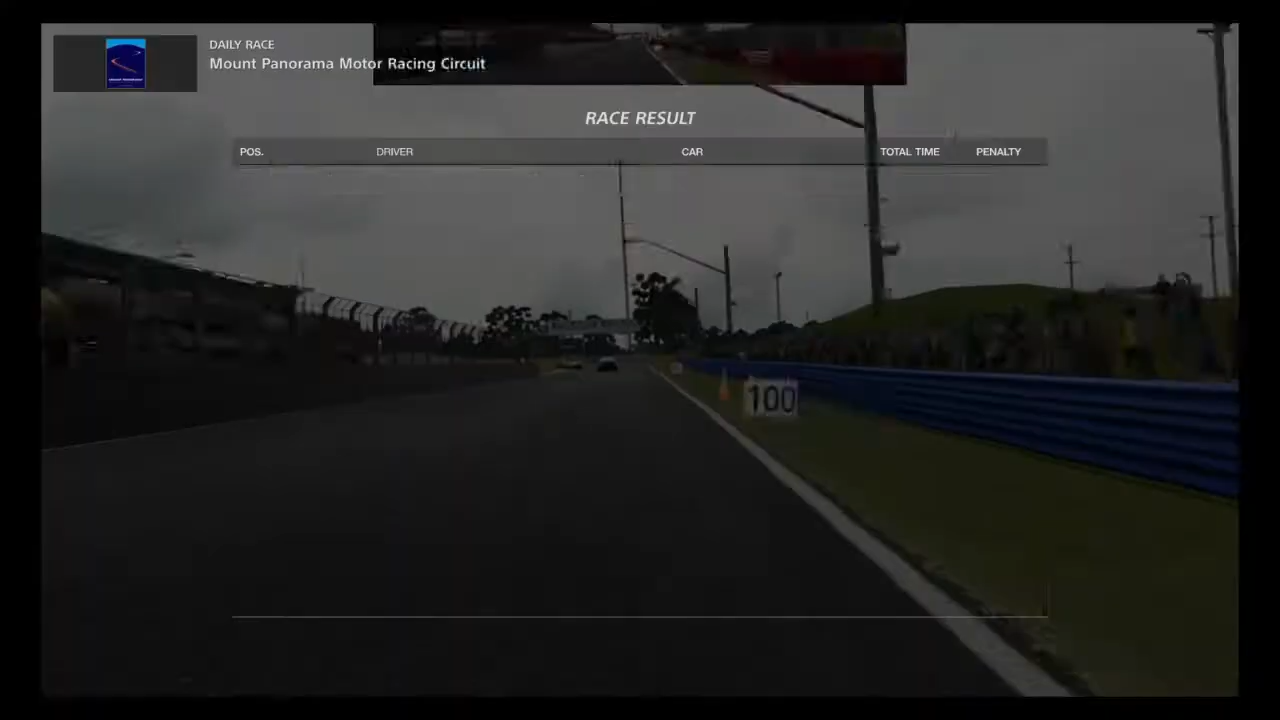 DAILY RACE
Mount Panorama Motor Racing Circuit
RACE RESULT
POS. DRIVER CAR TOTAL TIME PENALTY
100